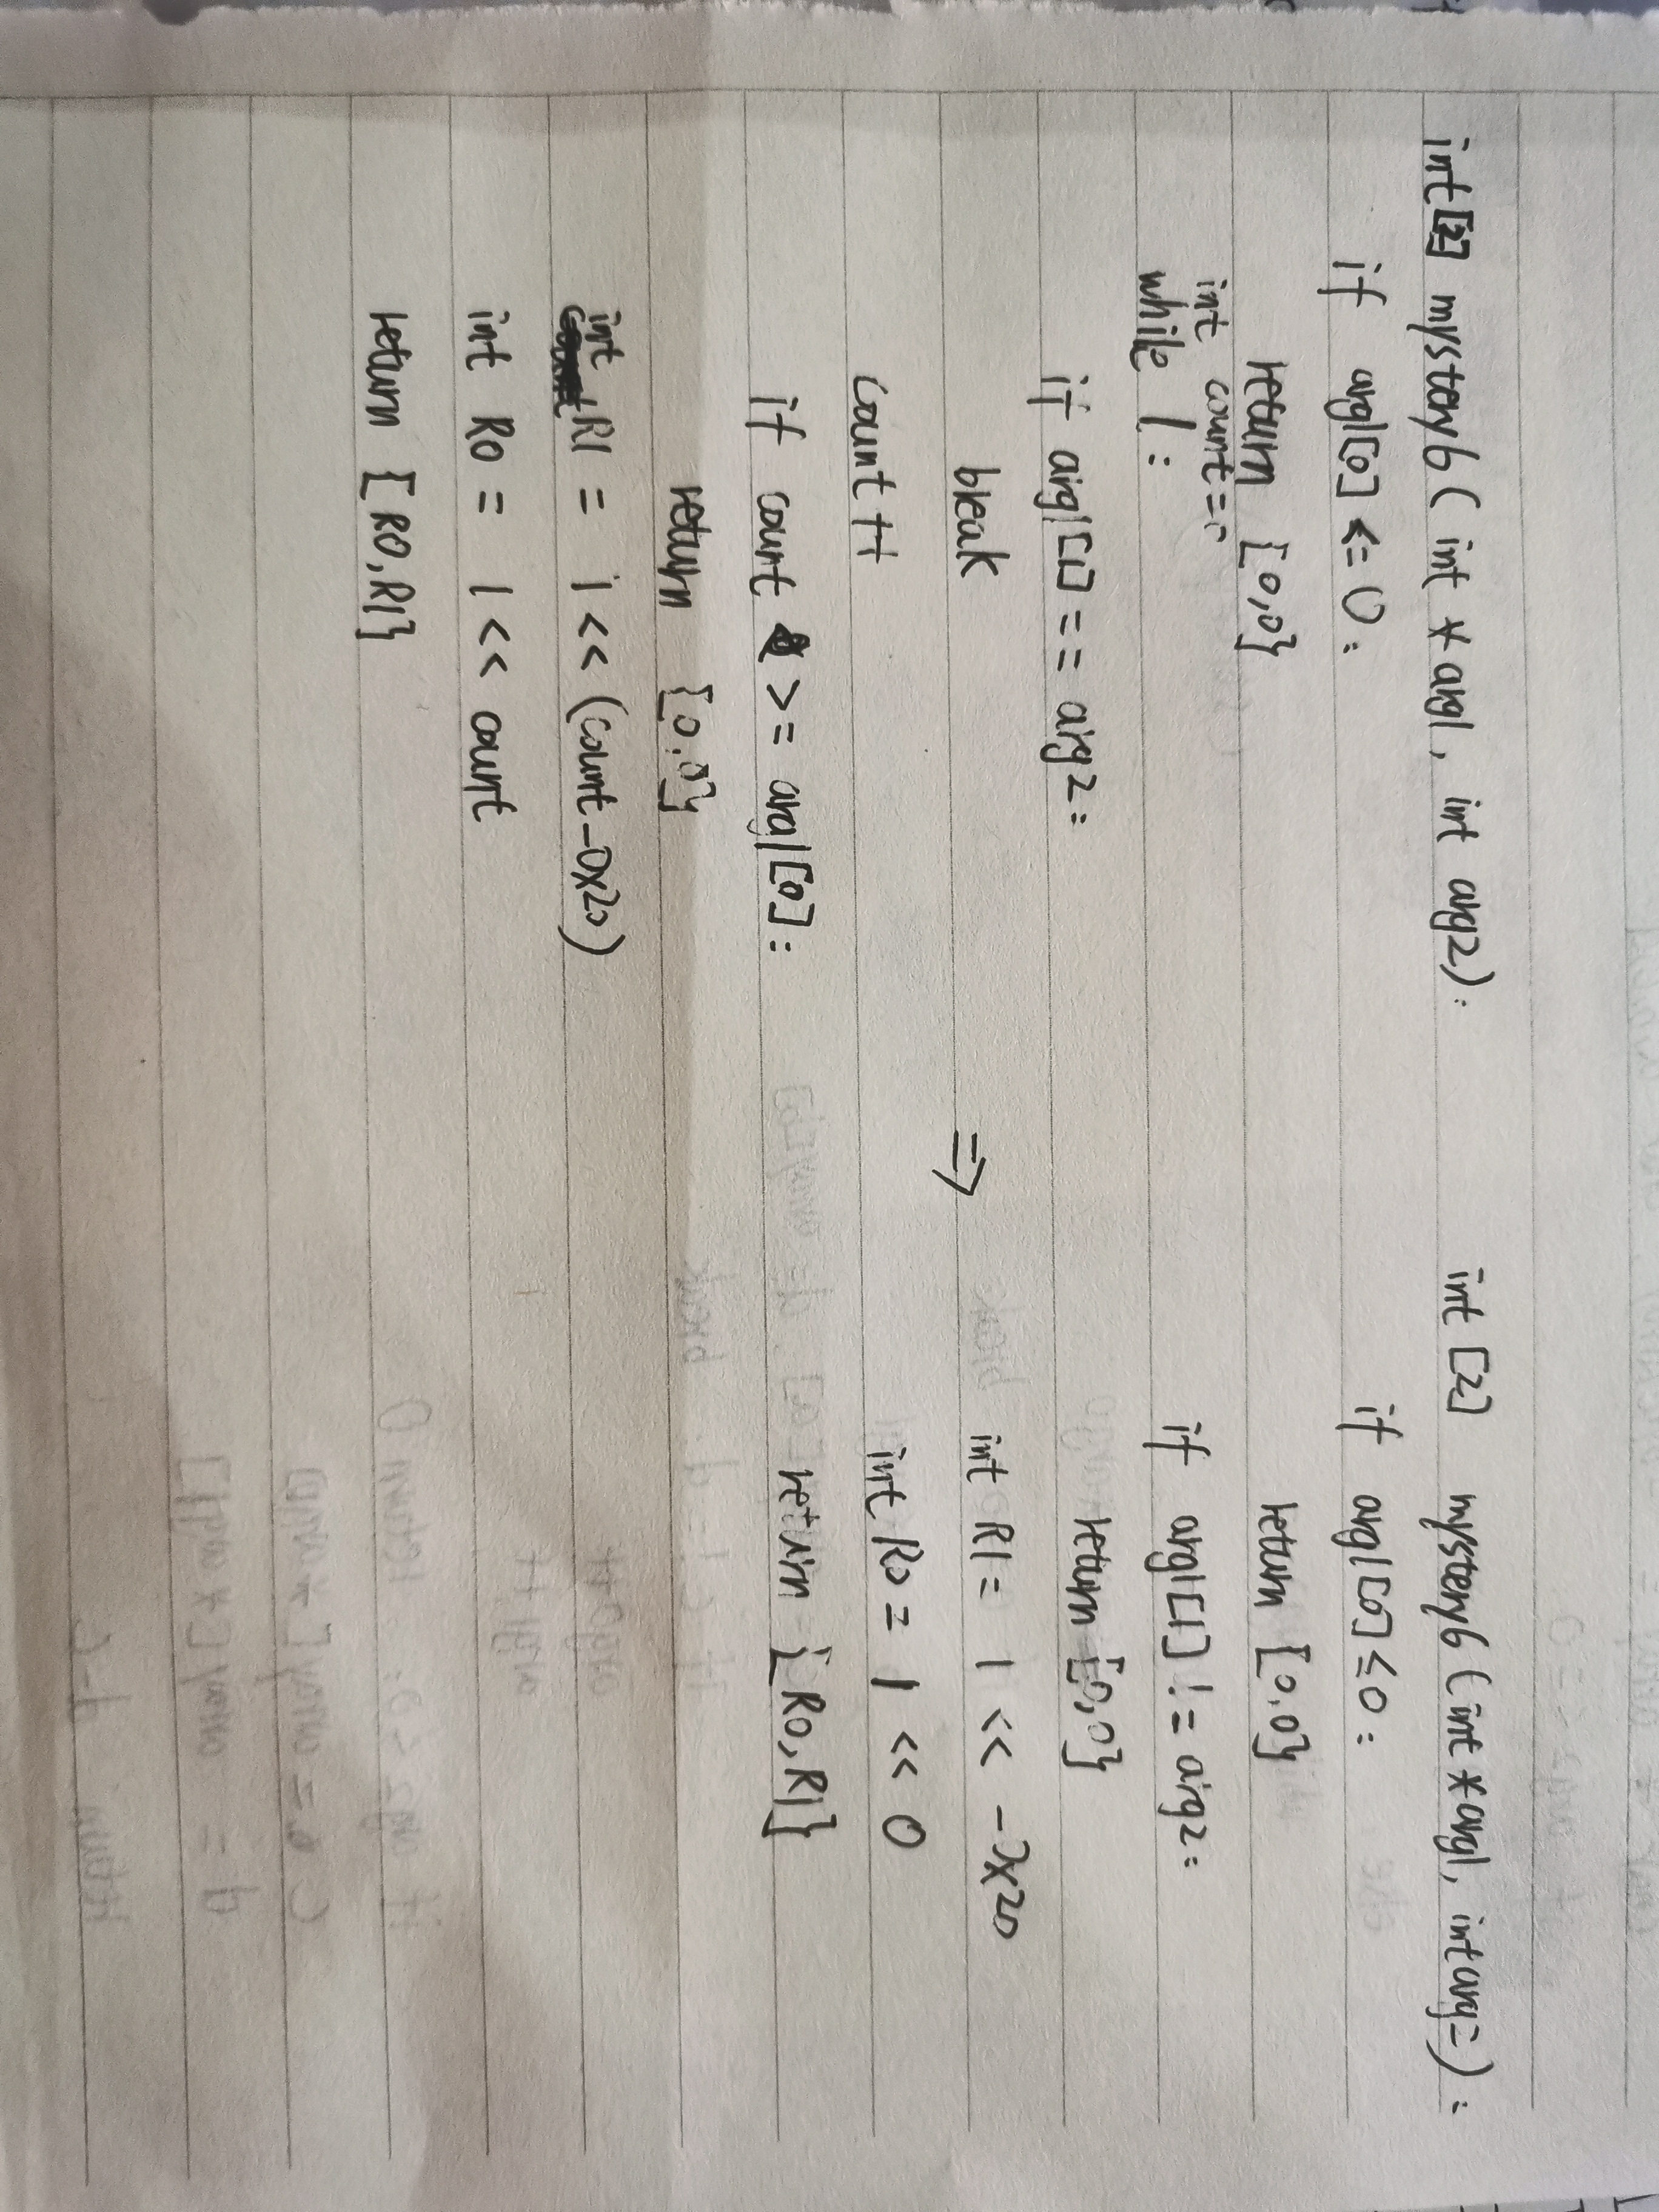 int[2] mystery6( int *arg1, int arg2):
if arg1[0] <= 0:
return [0,0}
int count=0
while 1:
if arg1[1] == arg2:
break
count ++
if count >= arg1[0]:
return {0,0}
int R1 = 1 << (count-0x20)
int R0 = 1 << count
return [R0,R1}
=>
int [2] mystery6 (int *arg1, int arg2):
if arg1[0] ≤ 0:
return [0,0}
if arg1[1] != arg2:
return [0,0}
int R1 = 1 << -0x20
int R0 = 1 << 0
return [R0,R1}